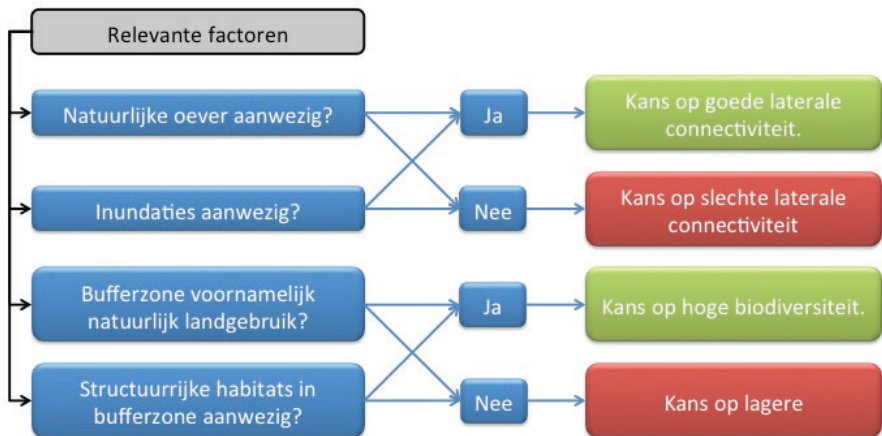 Relevante factoren
Natuurlijke oever aanwezig?
Ja
Kans op goede laterale
connectiviteit.
Inundaties aanwezig?
Nee
Kans op slechte laterale
connectiviteit
Bufferzone voornamelijk
natuurlijk landgebruik?
Ja
Kans op hoge biodiversiteit.
Structuurrijke habitats in
bufferzone aanwezig?
Nee
Kans op lagere